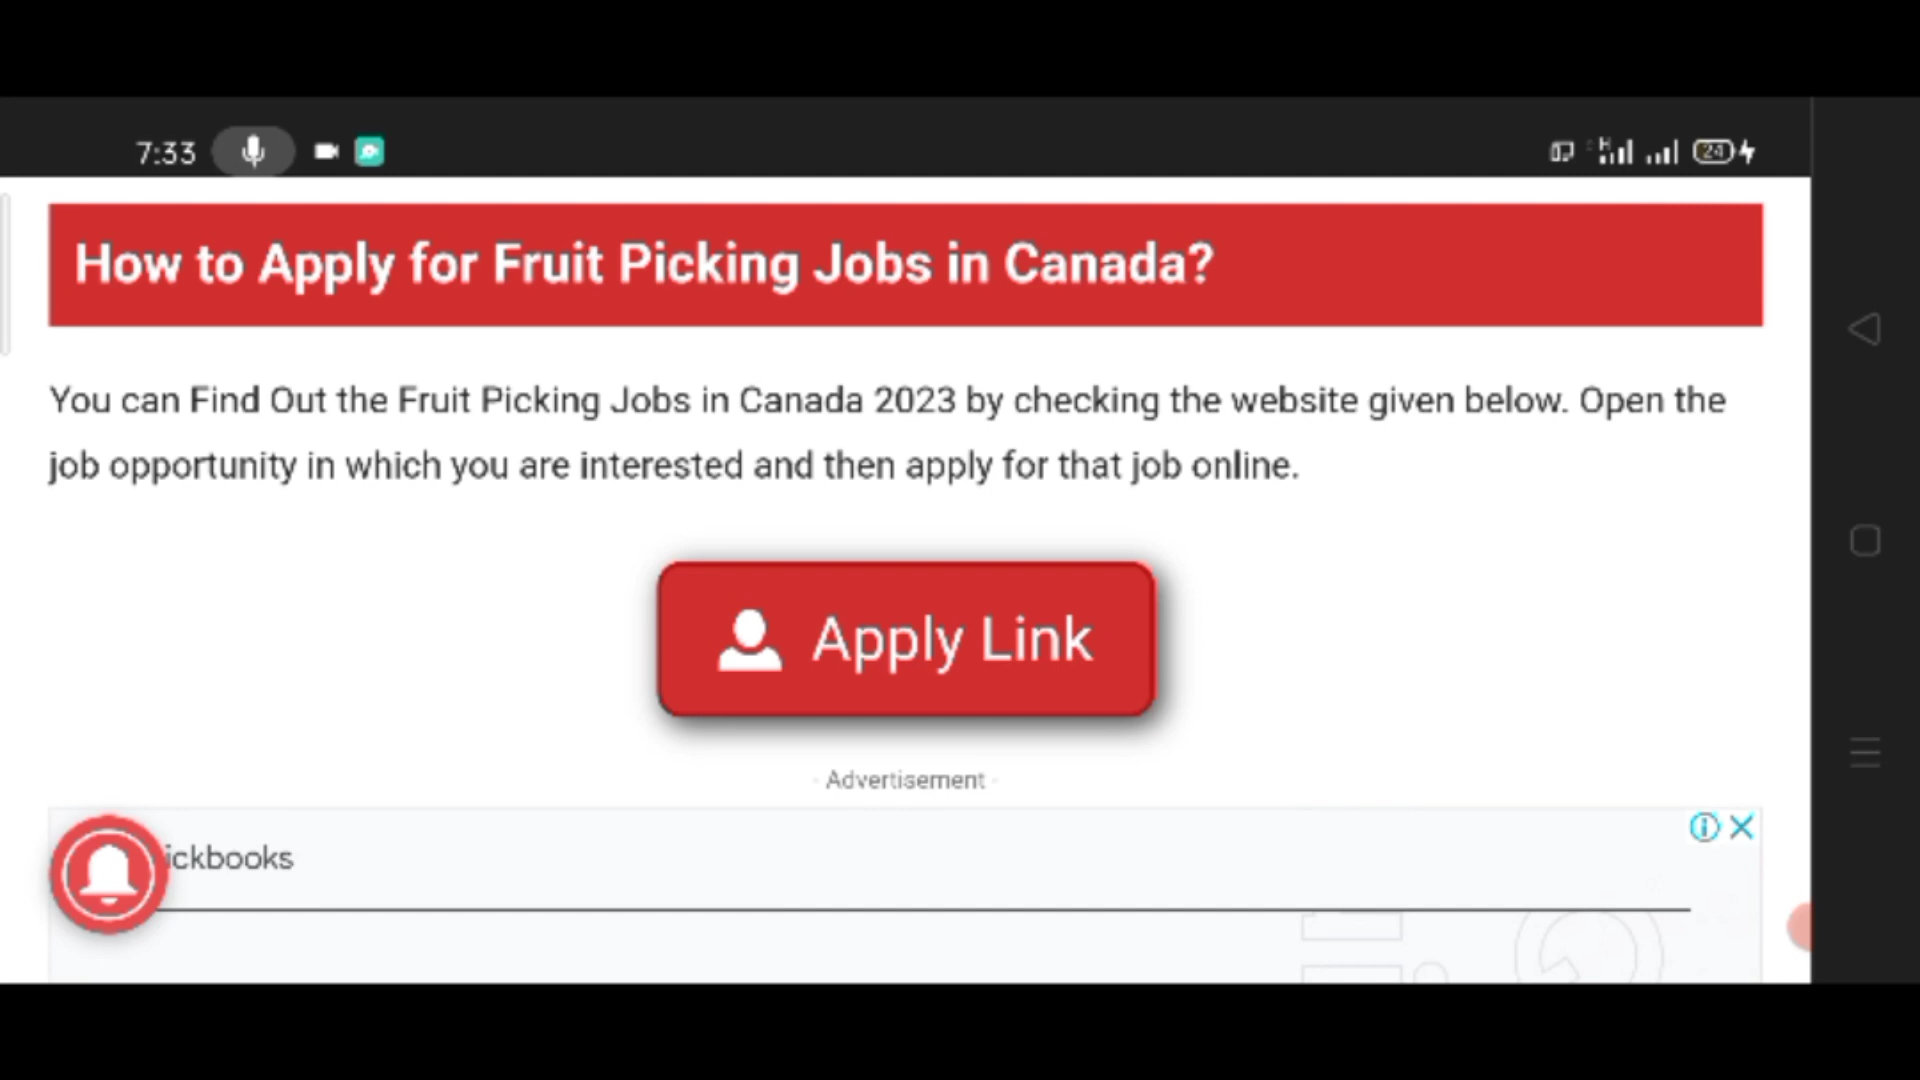 7:33
H
24
How to Apply for Fruit Picking Jobs in Canada?
You can Find Out the Fruit Picking Jobs in Canada 2023 by checking the website given below. Open the
job opportunity in which you are interested and then apply for that job online.
Apply Link
- Advertisement -
ickbooks